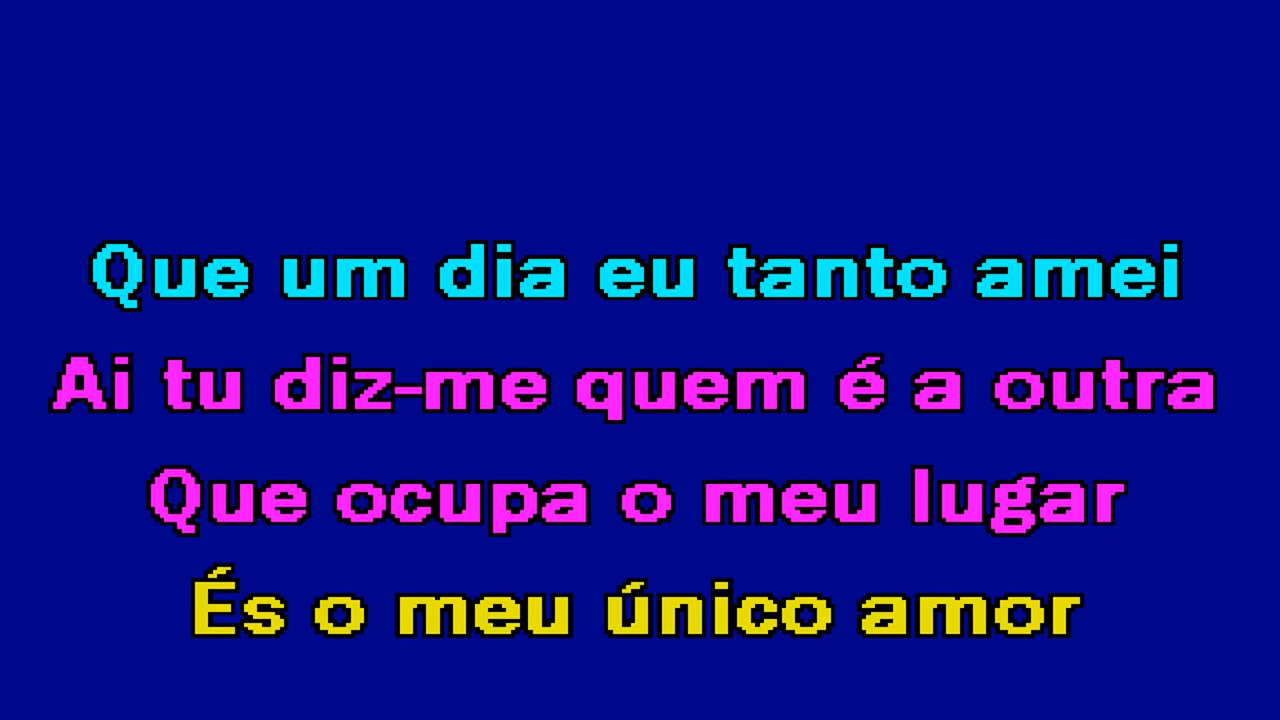 Que um dia eu tanto amei
Ai tu diz-me quem é a outra
Que ocupa o meu lugar
És o meu único amor